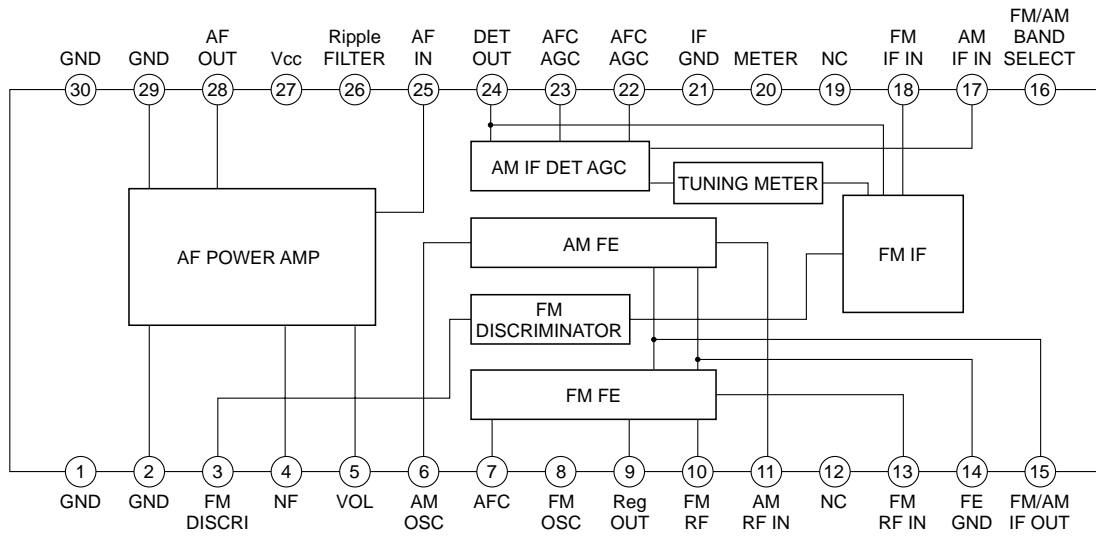 GND
GND
AF
OUT
Vcc
Ripple
FILTER
AF
IN
DET
OUT
AFC
AGC
AFC
AGC
IF
GND
METER
NC
FM
IF IN
AM
IF IN
FM/AM
BAND
SELECT
30
29
28
27
26
25
24
23
22
21
20
19
18
17
16
AM IF DET AGC
TUNING METER
AF POWER AMP
AM FE
FM IF
FM
DISCRIMINATOR
FM FE
1
2
3
4
5
6
7
8
9
10
11
12
13
14
15
GND
GND
FM
DISCRI
NF
VOL
AM
OSC
AFC
FM
OSC
Reg
OUT
FM
RF
AM
RF IN
NC
FM
RF IN
FE
GND
FM/AM
IF OUT